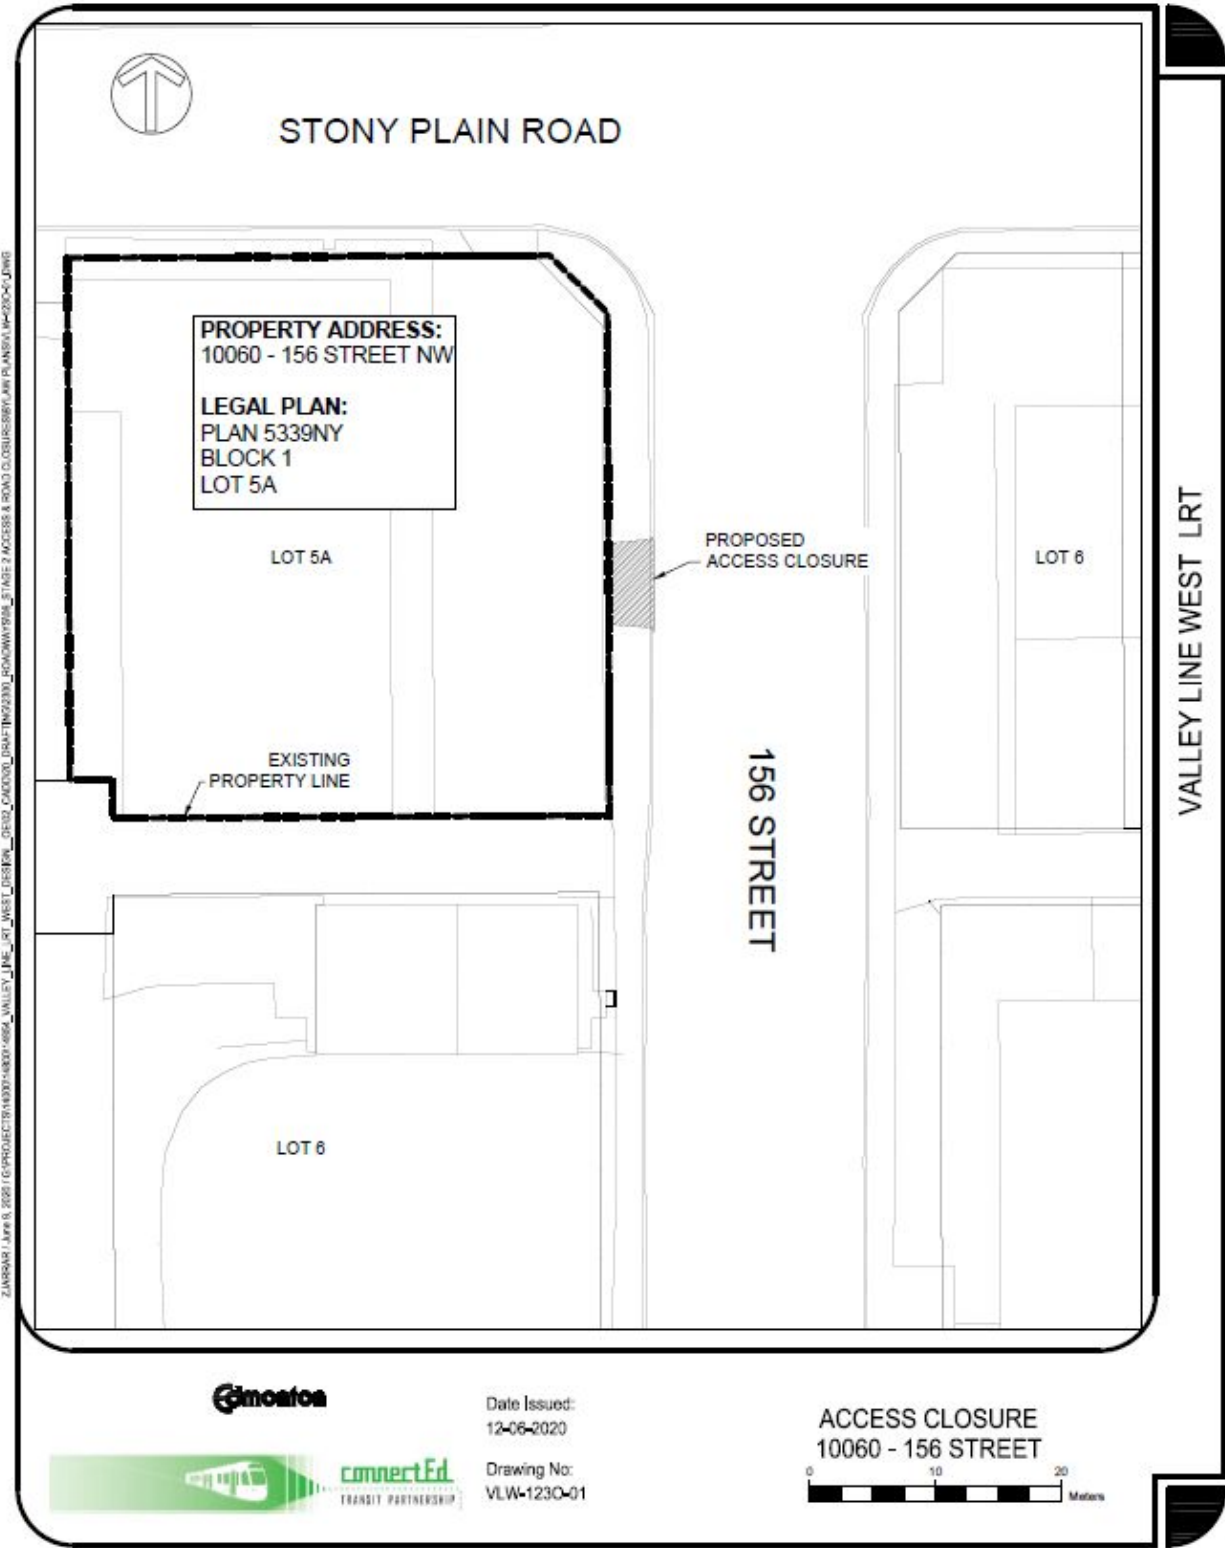 STONY PLAIN ROAD
PROPERTY ADDRESS:
10060 - 156 STREET NW
LEGAL PLAN:
PLAN 5339NY
BLOCK 1
LOT 5A
LOT 5A
PROPOSED
ACCESS CLOSURE
LOT 6
EXISTING
PROPERTY LINE
156 STREET
LOT 6
VALLEY LINE WEST LRT
Edmonton
connectEd
TRANSIT PARTNERSHIP
Date Issued:
12-06-2020
Drawing No:
VLW-123O-01
ACCESS CLOSURE
10060 - 156 STREET
0 10 20
Meters